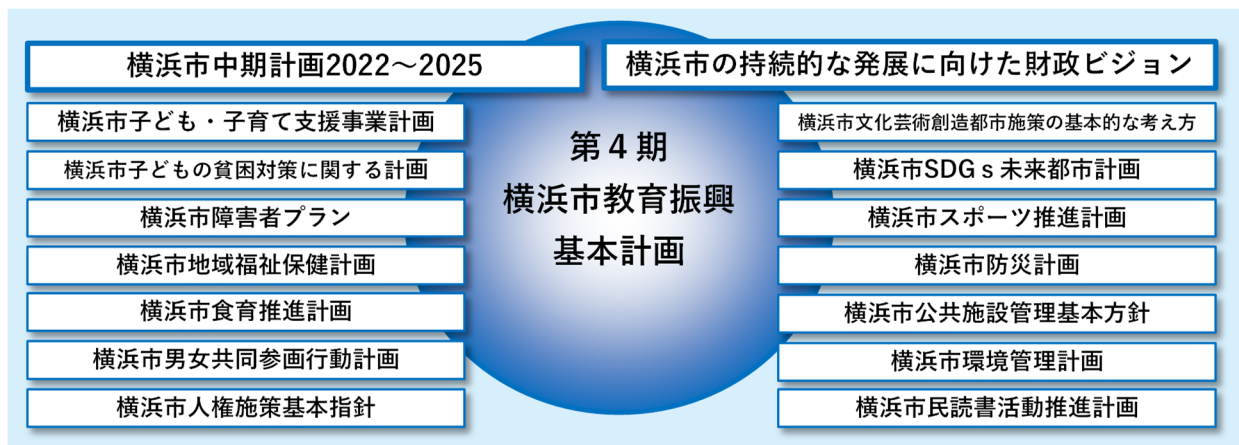 横浜市中期計画2022～2025
横浜市の持続的な発展に向けた財政ビジョン
横浜市子ども・子育て支援事業計画
横浜市子どもの貧困対策に関する計画
横浜市障害者プラン
横浜市地域福祉保健計画
横浜市食育推進計画
横浜市男女共同参画行動計画
横浜市人権施策基本指針
第４期
横浜市教育振興
基本計画
横浜市文化芸術創造都市施策の基本的な考え方
横浜市SDGｓ未来都市計画
横浜市スポーツ推進計画
横浜市防災計画
横浜市公共施設管理基本方針
横浜市環境管理計画
横浜市民読書活動推進計画